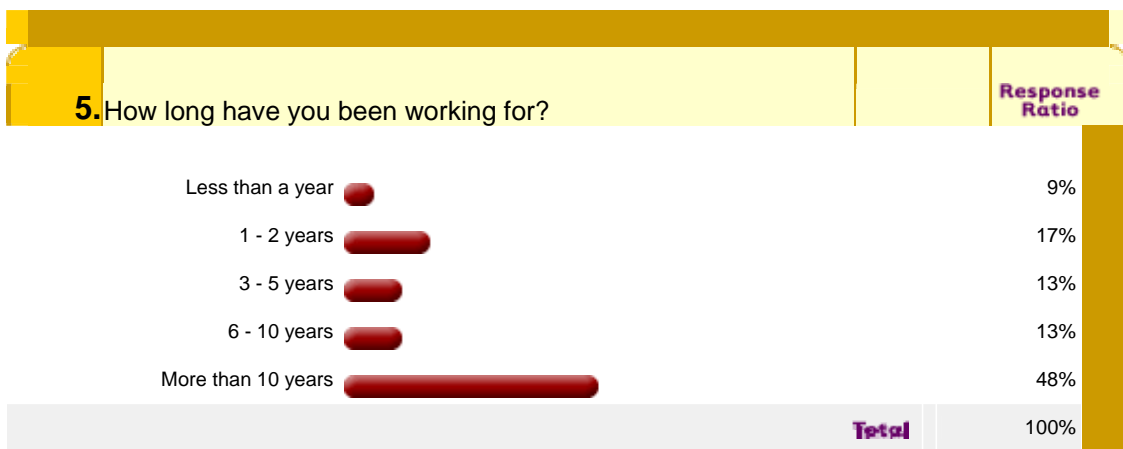 5. How long have you been working for?
Response
Ratio
Less than a year 9%
1 - 2 years 17%
3 - 5 years 13%
6 - 10 years 13%
More than 10 years 48%
Total 100%